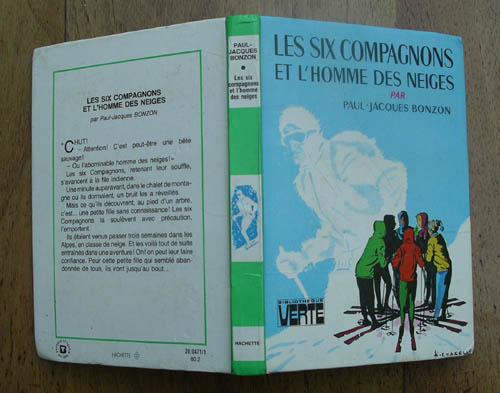 LES SIX COMPAGNONS
ET L'HOMME DES NEIGES
par Paul-Jacques BONZON
"CHUT!
– Attention! C'est peut-être une bête
sauvage!
– Ou l'abominable homme des neiges!»
Les six Compagnons, retenant leur souffle,
s'avancent à la file indienne.
Une minute auparavant, dans le chalet de monta-
gne où ils dormaient, un bruit les a réveillés.
Mais ce qu'ils découvrent, au pied d'un arbre,
c'est... une petite fille sans connaissance! Les six
Compagnons la soulèvent avec précaution,
l'emportent.
Ils étaient venus passer trois semaines dans les
Alpes, en classe de neige. Et les voilà tout de suite
entraînés dans une aventure! Oh! on peut leur faire
confiance. Pour cette petite fille qui semble aban-
donnée de tous, ils iront jusqu'au bout...
HACHETTE
20.0471/1
80.2
PAUL-
JACQUES
BONZON
Les six
compagnons
et l'homme
des neiges
HACHETTE
LES SIX COMPAGNONS
ET L'HOMME DES NEIGES
PAR
PAUL-JACQUES BONZON
BIBLIOTHEQUE
VERTE